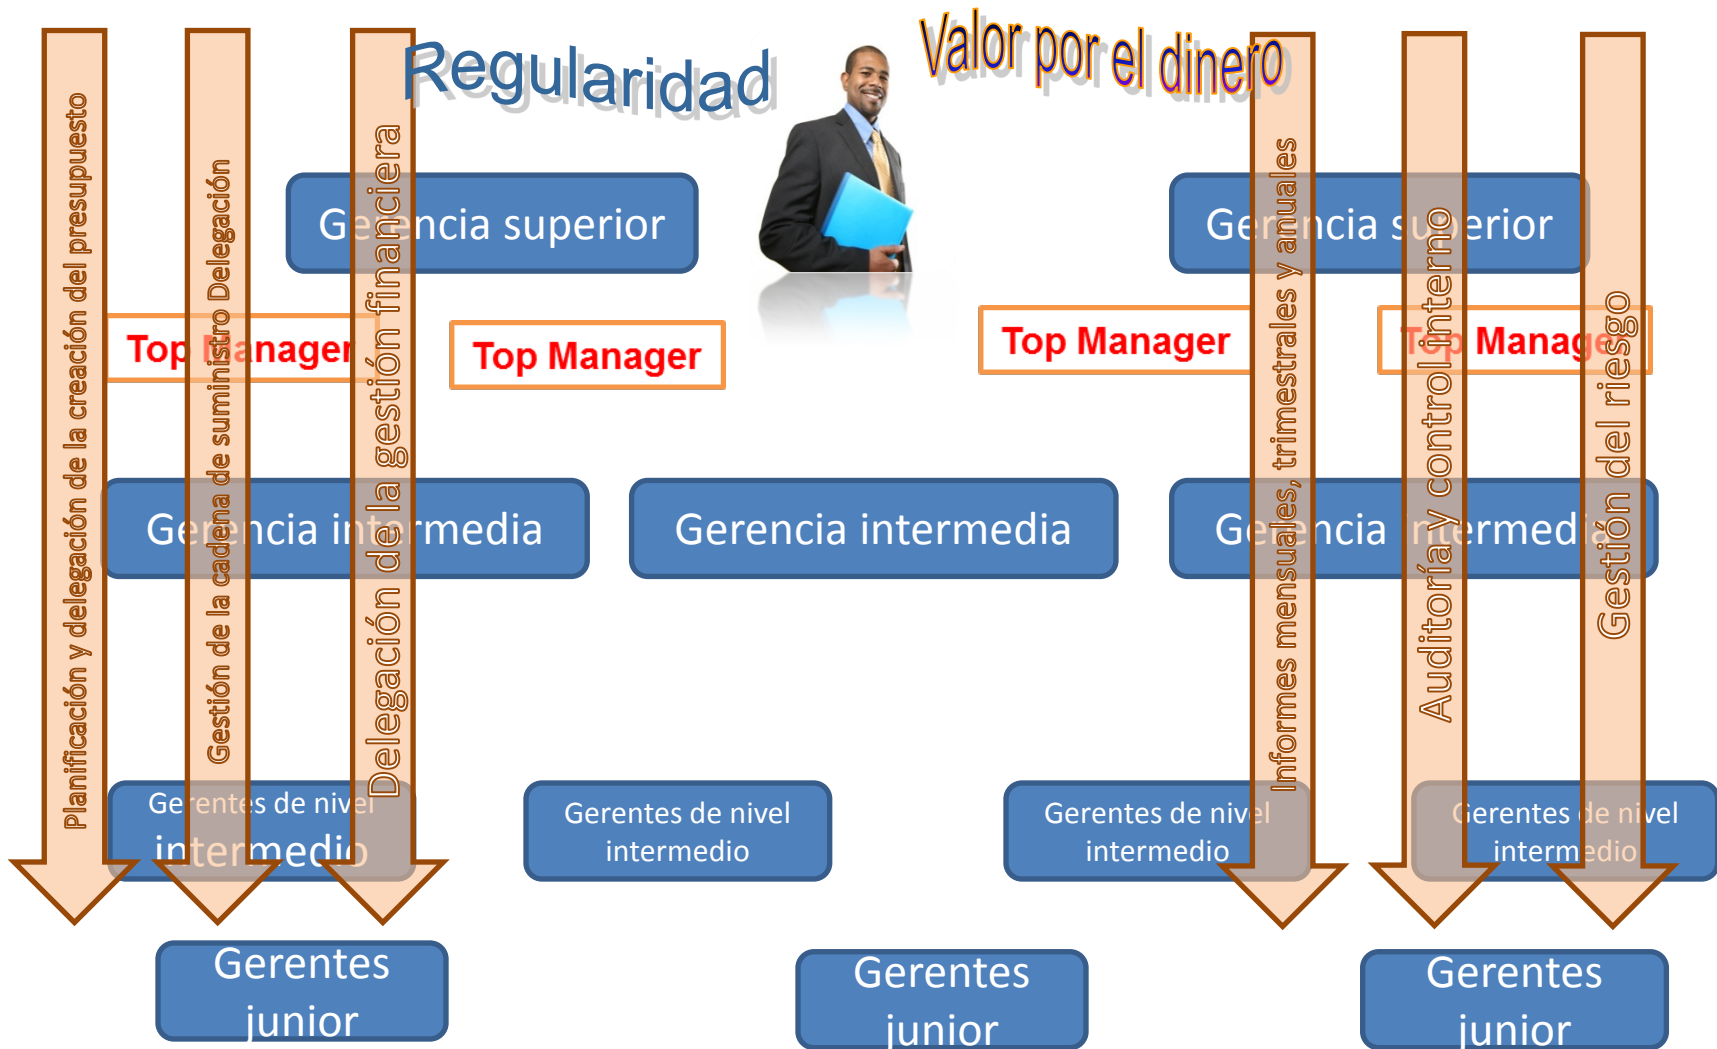 Regularidad
Valor por el dinero
Planificación y delegación de la creación del presupuesto
Gestión de la cadena de suministro Delegación
Delegación de la gestión financiera
Informes mensuales, trimestrales y anuales
Auditoría y control interno
Gestión del riesgo
Gerencia superior
Gerencia superior
Top Manager
Top Manager
Top Manager
Top Manager
Gerencia intermedia
Gerencia intermedia
Gerencia intermedia
Gerentes de nivel
intermedio
Gerentes de nivel
intermedio
Gerentes de nivel
intermedio
Gerentes de nivel
intermedio
Gerentes
junior
Gerentes
junior
Gerentes
junior